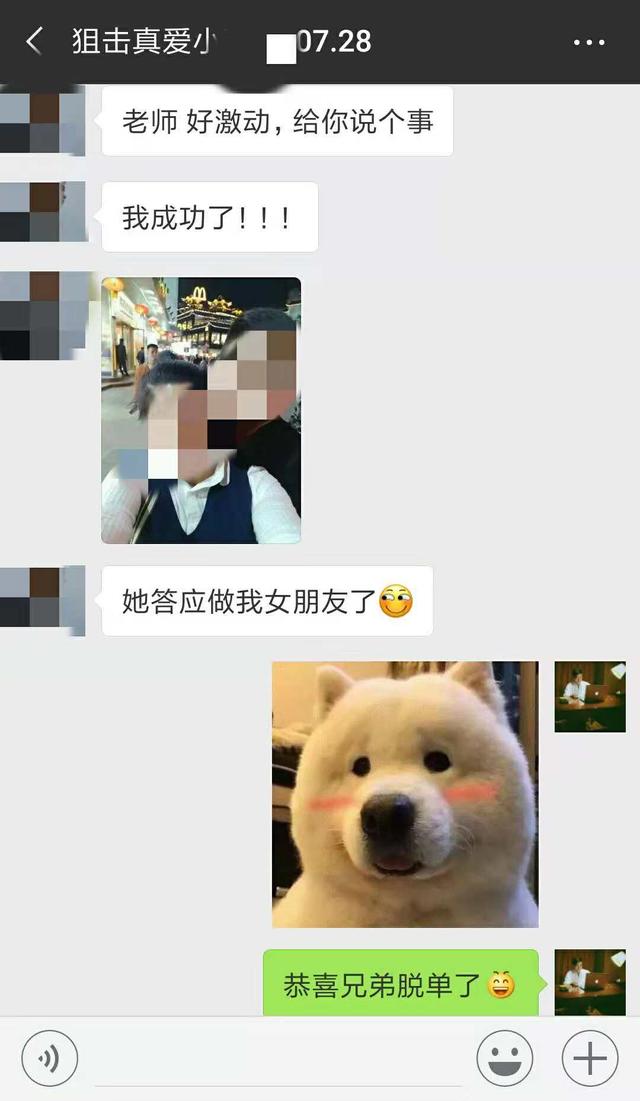 狙击真爱小 07.28
老师 好激动，给你说个事
我成功了！！！
她答应做我女朋友了
恭喜兄弟脱单了